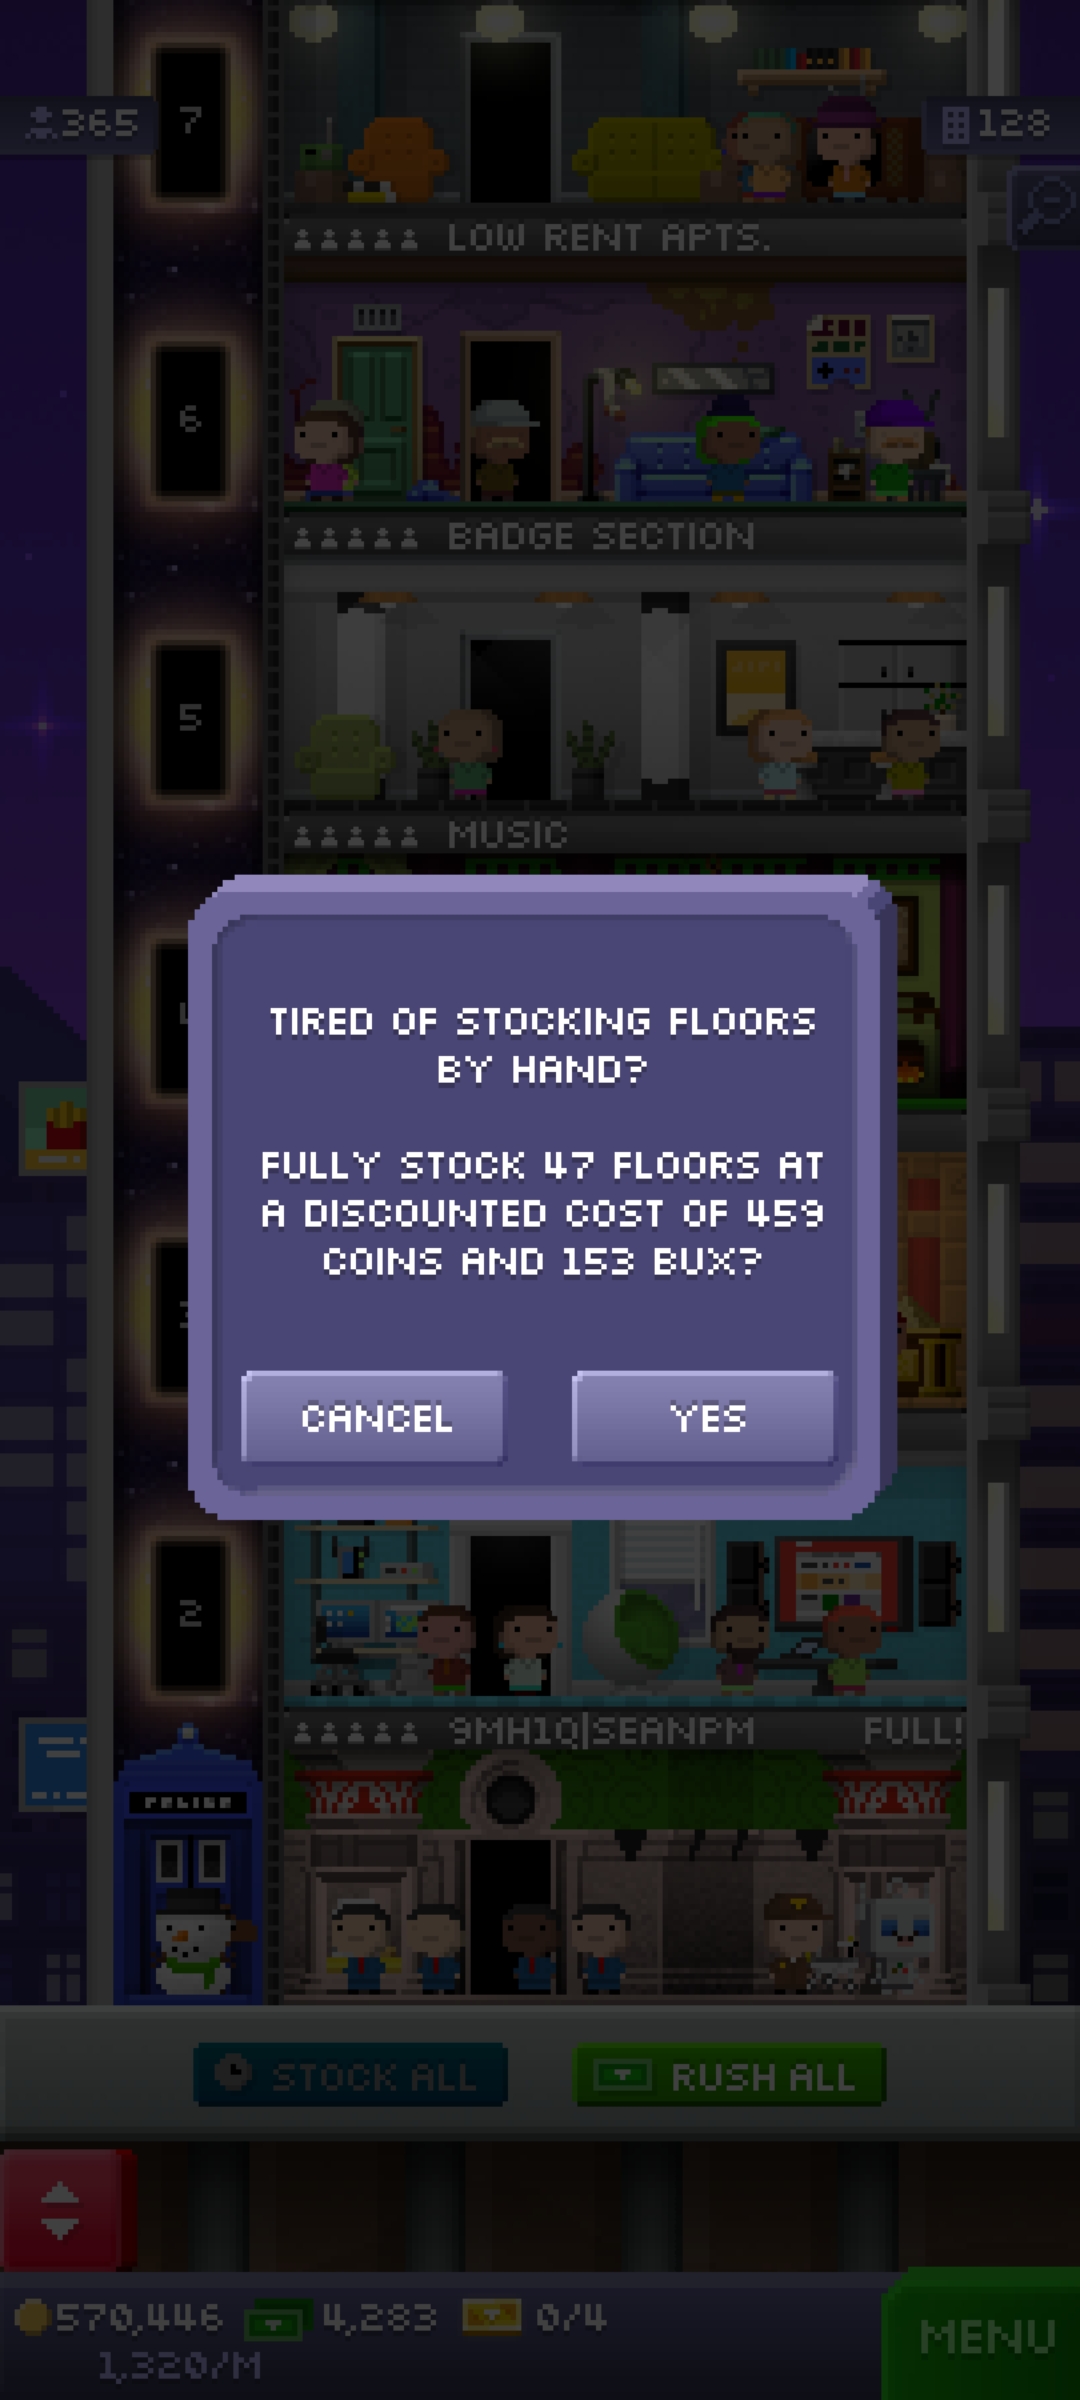 7
365
128
LOW RENT APTS.
6
BADGE SECTION
5
MUSIC
TIRED OF STOCKING FLOORS
BY HAND?
FULLY STOCK 47 FLOORS AT
A DISCOUNTED COST OF 459
COINS AND 153 BUX?
CANCEL
YES
2
9MH1Q|SEANPM
FULL!
POLICE
STOCK ALL
RUSH ALL
570,446
4,283
0/4
1,320/M
MENU